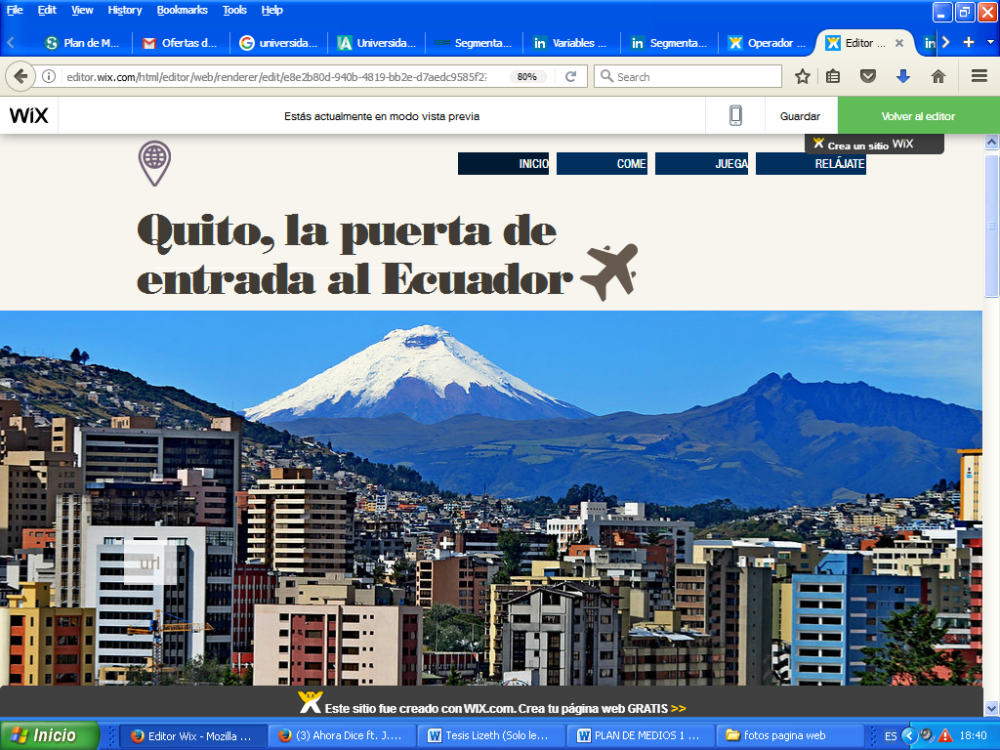 File Edit View History Bookmarks Tools Help
Plan de M... Ofertas d... universida... Universida... Segmenta... Variables ... Segmenta... Operador ... Editor ...
editor.wix.com/html/editor/web/renderer/edit/e8e2b80d-940b-4819-bb2e-d7aedc9585f2? 80% Search
WiX Estás actualmente en modo vista previa Guardar Volver al editor
Crea un sitio WiX
INICIO COME JUEGA RELÁJATE
Quito, la puerta de
entrada al Ecuador
url
Este sitio fue creado con WIX.com. Crea tu página web GRATIS >>
Inicio Editor Wix - Mozilla ... (3) Ahora Dice ft. J.... Tesis Lizeth (Solo le... PLAN DE MEDIOS 1 ... fotos pagina web ES 18:40